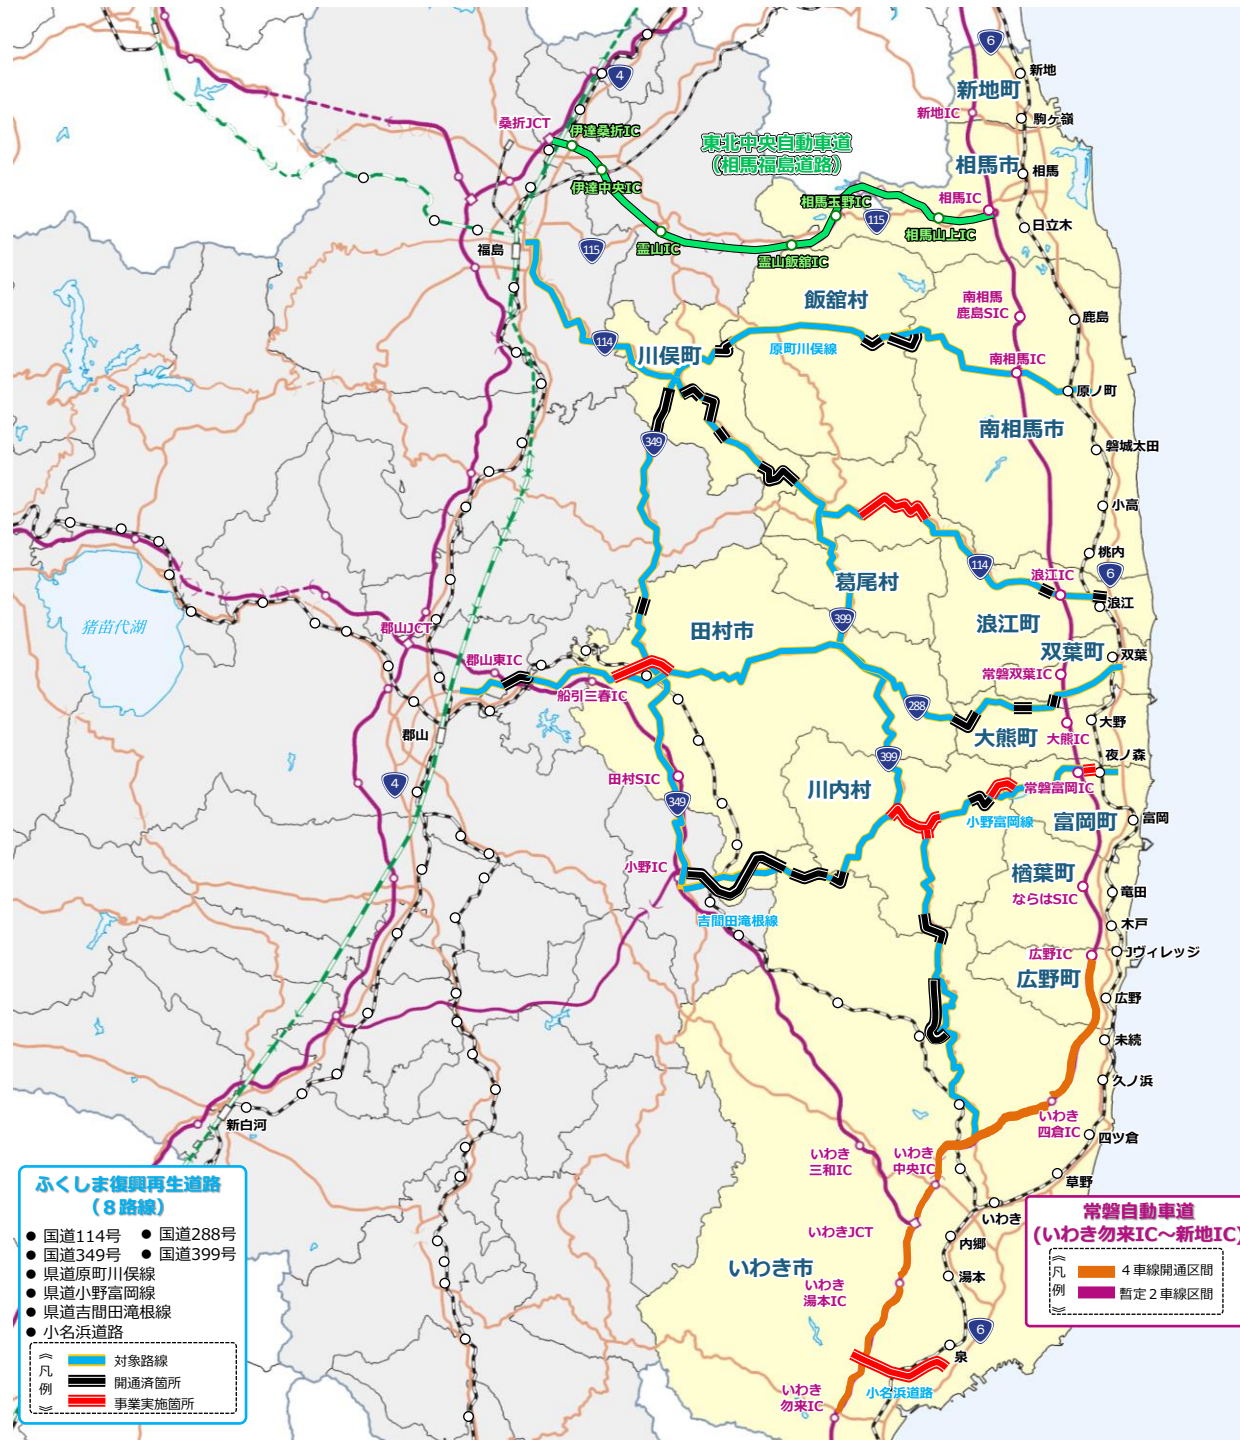 6
新地
新地町
新地IC
駒ヶ嶺
4
桑折JCT
伊達桑折IC
東北中央自動車道
（相馬福島道路）
相馬市
相馬
伊達中央IC
相馬玉野IC
相馬IC
115
相馬山上IC
日立木
福島
115
霊山IC
霊山飯舘IC
飯舘村
南相馬
鹿島SIC
鹿島
114
川俣町
原町川俣線
南相馬IC
原ノ町
349
南相馬市
磐城太田
小高
桃内
114
浪江IC
6
浪江
葛尾村
399
浪江町
猪苗代湖
郡山JCT
田村市
双葉町
双葉
郡山東IC
船引三春IC
常磐双葉IC
288
大熊町
大熊IC
大野
郡山
夜ノ森
399
4
田村SIC
349
川内村
常磐富岡IC
小野富岡線
富岡町
富岡
小野IC
楢葉町
ならはSIC
竜田
吉間田滝根線
木戸
広野IC
Jヴィレッジ
広野町
広野
末続
久ノ浜
いわき
四倉IC
新白河
四ツ倉
いわき
三和IC
いわき
中央IC
草野
いわき
いわきJCT
内郷
いわき市
湯本
いわき
湯本IC
6
泉
小名浜道路
いわき
勿来IC
ふくしま復興再生道路
（８路線）
● 国道114号 ● 国道288号
● 国道349号 ● 国道399号
● 県道原町川俣線
● 県道小野富岡線
● 県道吉間田滝根線
● 小名浜道路
《凡例》
対象路線
開通済箇所
事業実施箇所
常磐自動車道
(いわき勿来IC～新地IC)
《凡例》
４車線開通区間
暫定２車線区間